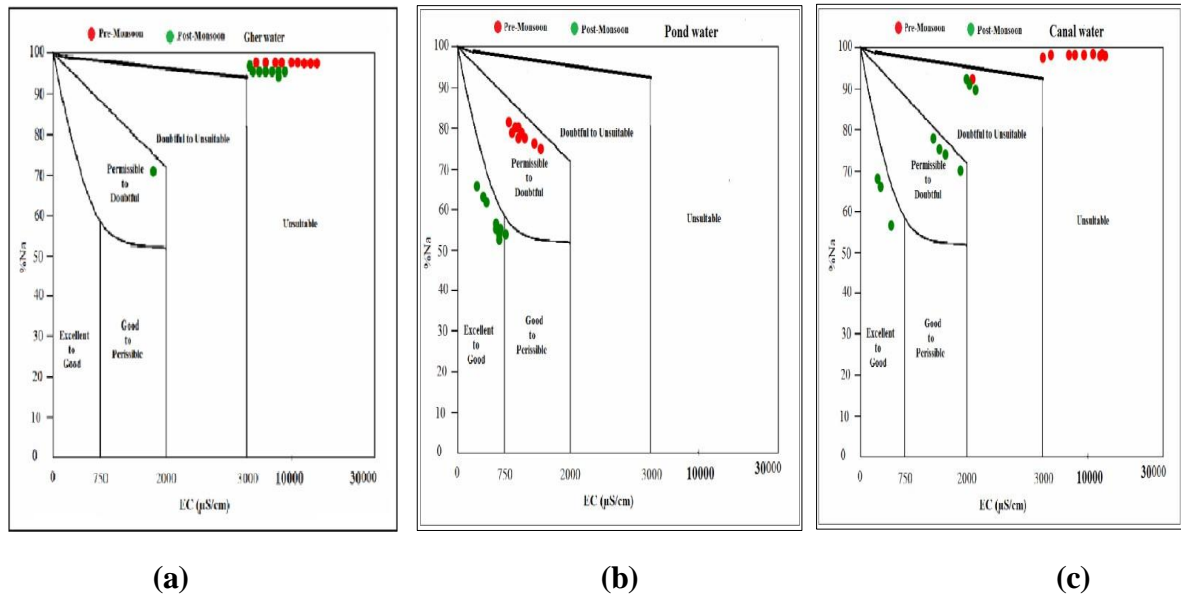 Pre-Monsoon Post-Monsoon Gher water
100
90
80
70
60
50
40
30
20
10
0
%Na
Doubtful to Unsuitable
Permissible
to
Doubtful
Unsuitable
Excellent
to
Good
Good
to
Perissible
0 750 2000 3000 10000 30000
EC (µS/cm)
(a)
Pre-Monsoon Post-Monsoon Pond water
100
90
80
70
60
50
40
30
20
10
0
%Na
Doubtful to Unsuitable
Permissible
to
Doubtful
Unsuitable
Excellent
to
Good
Good
to
Perissible
0 750 2000 3000 10000 30000
EC (µS/cm)
(b)
Pre-Monsoon Post-Monsoon Canal water
100
90
80
70
60
50
40
30
20
10
0
%Na
Doubtful to Unsuitable
Permissible
to
Doubtful
Unsuitable
Excellent
to
Good
Good
to
Perissible
0 750 2000 3000 10000 30000
EC (µS/cm)
(c)